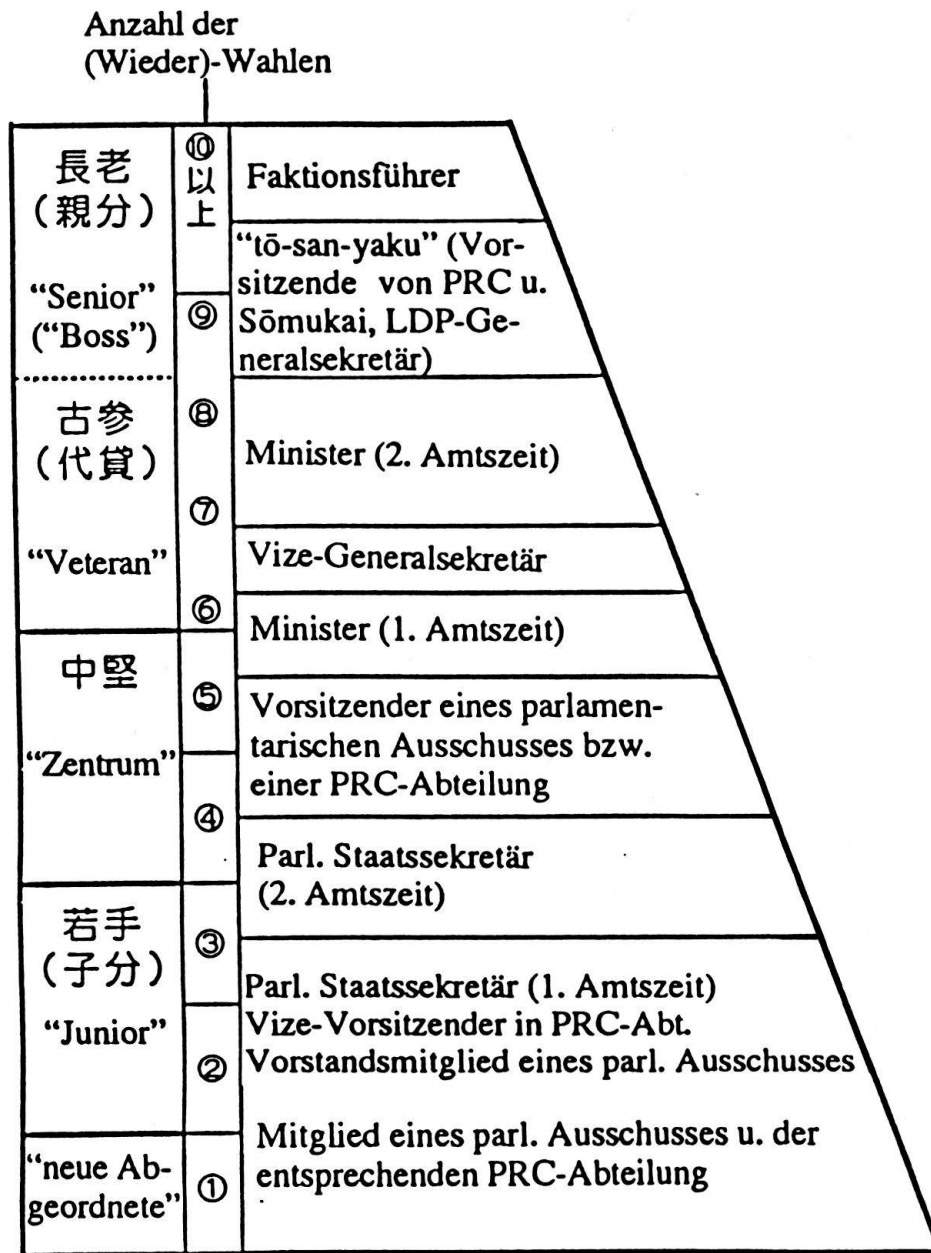 Anzahl der
(Wieder)-Wahlen
長老
(親分)
“Senior”
(“Boss”)
⑩
以
上
Faktionsführer
“tō-san-yaku” (Vor-
sitzende von PRC u.
Sōmukai, LDP-Ge-
neralsekretär)
⑨
古参
(代貸)
“Veteran”
⑧
Minister (2. Amtszeit)
⑦
Vize-Generalsekretär
⑥
Minister (1. Amtszeit)
中堅
“Zentrum”
⑤
Vorsitzender eines parlamen-
tarischen Ausschusses bzw.
einer PRC-Abteilung
④
Parl. Staatssekretär
(2. Amtszeit)
若手
(子分)
“Junior”
③
Parl. Staatssekretär (1. Amtszeit)
Vize-Vorsitzender in PRC-Abt.
Vorstandsmitglied eines parl. Ausschusses
②
Mitglied eines parl. Ausschusses u. der
entsprechenden PRC-Abteilung
“neue Ab-
geordnete”
①